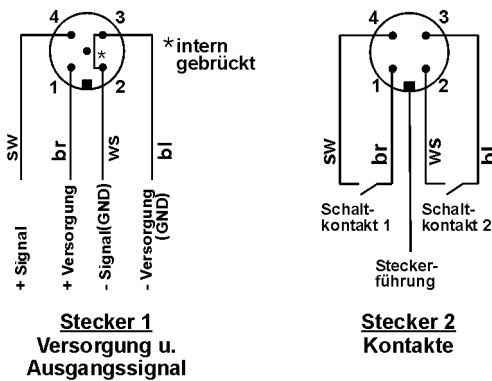 4 3
*
1 2
*intern
gebrückt
sw
br
ws
bl
+ Signal
+ Versorgung
- Signal(GND)
- Versorgung
(GND)
Stecker 1
Versorgung u.
Ausgangssignal
4 3
1 2
sw
br
ws
bl
Schalt-
kontakt 1
Schalt-
kontakt 2
Stecker-
führung
Stecker 2
Kontakte